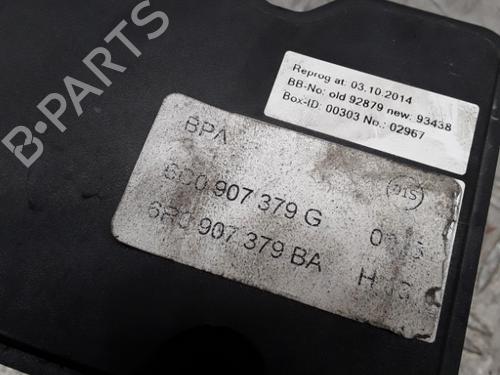 B-PARTS
Reprog at: 03.10.2014
BB-No: old 92879 new: 93438
Box-ID: 00303 No.: 02967
BPA
6C0 907 379 G
6R0 907 379 BA
H